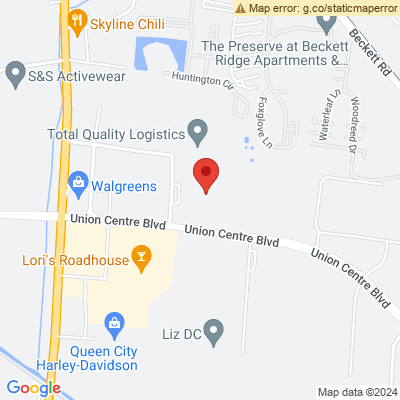 Map error: g.co/staticmaperror
Skyline Chili
The Preserve at Beckett
Ridge Apartments &...
Beckett Rd
S&S Activewear
Huntington Cir
Foxglove Ln
Waterleaf Ls
Woodreed Dr
Total Quality Logistics
Walgreens
Union Centre Blvd
Union Centre Blvd
Union Centre Blvd
Lori's Roadhouse
Liz DC
Queen City
Harley-Davidson
Google
Map data ©2024